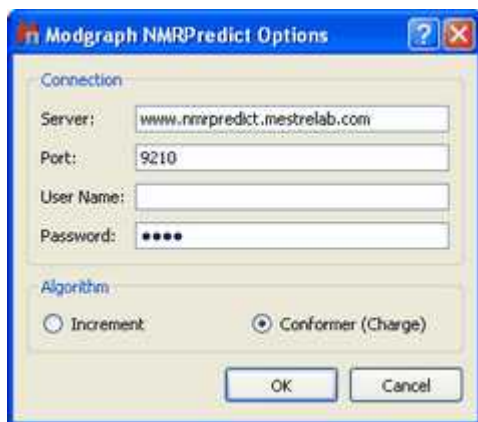 Modgraph NMRPredict Options
Connection
Server: www.nmrpredict.mestrelab.com
Port: 9210
User Name:
Password: ••••
Algorithm
Increment Conformer (Charge)
OK Cancel